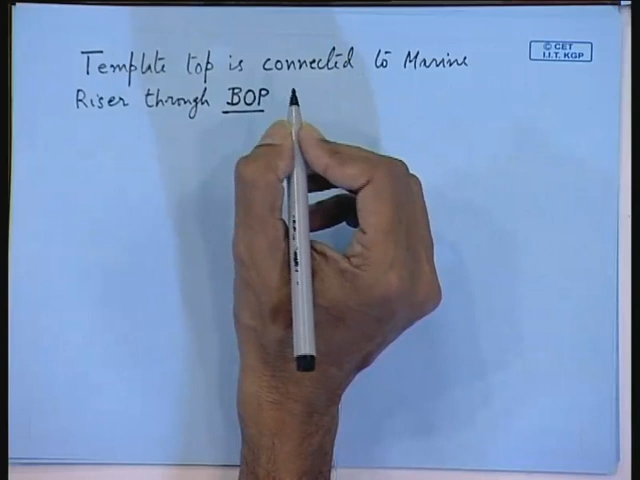 Template top is connected to Marine
Riser through BOP
© CET
I.I.T. KGP